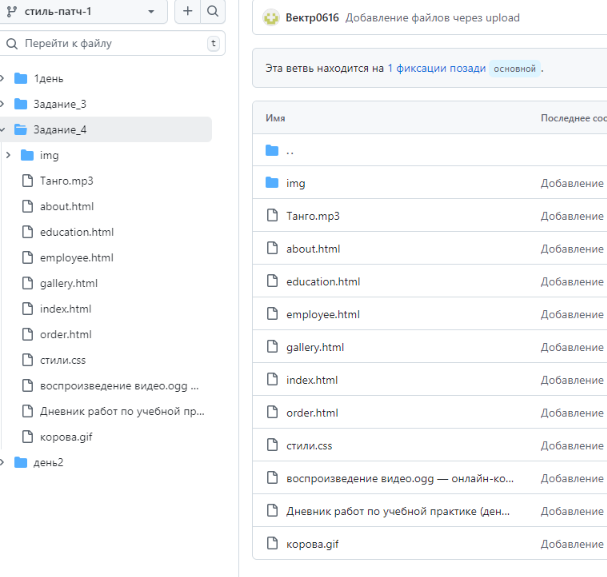 стиль-патч-1
Перейти к файлу
t
1день
Задание_3
Задание_4
img
Танго.mp3
about.html
education.html
employee.html
gallery.html
index.html
order.html
стили.css
воспроизведение видео.ogg ...
Дневник работ по учебной пр...
корова.gif
день2
Вектр0616 Добавление файлов через upload
Эта ветвь находится на 1 фиксации позади основной.
Имя Последнее соо
..
img Добавление
Танго.mp3 Добавление
about.html Добавление
education.html Добавление
employee.html Добавление
gallery.html Добавление
index.html Добавление
order.html Добавление
стили.css Добавление
воспроизведение видео.ogg — онлайн-ко... Добавление
Дневник работ по учебной практике (ден... Добавление
корова.gif Добавление